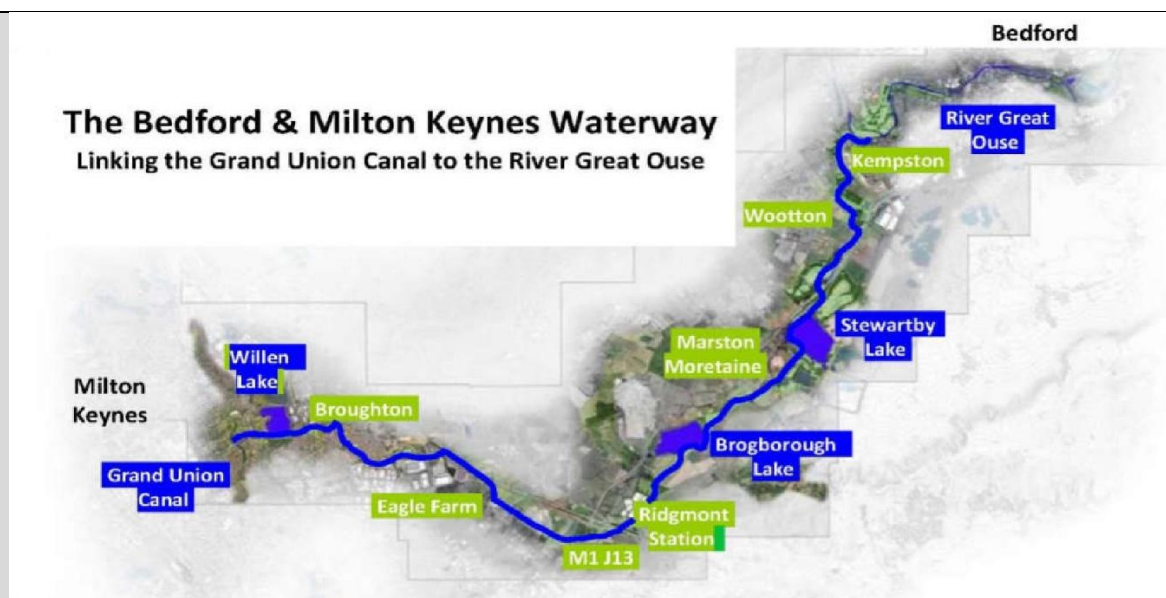 Bedford
The Bedford & Milton Keynes Waterway
Linking the Grand Union Canal to the River Great Ouse
River Great
Ouse
Kempston
Wootton
Stewartby
Lake
Marston
Moretaine
Willen
Lake
Milton
Keynes
Broughton
Brogborough
Lake
Grand Union
Canal
Eagle Farm
Ridgmont
Station
M1 J13